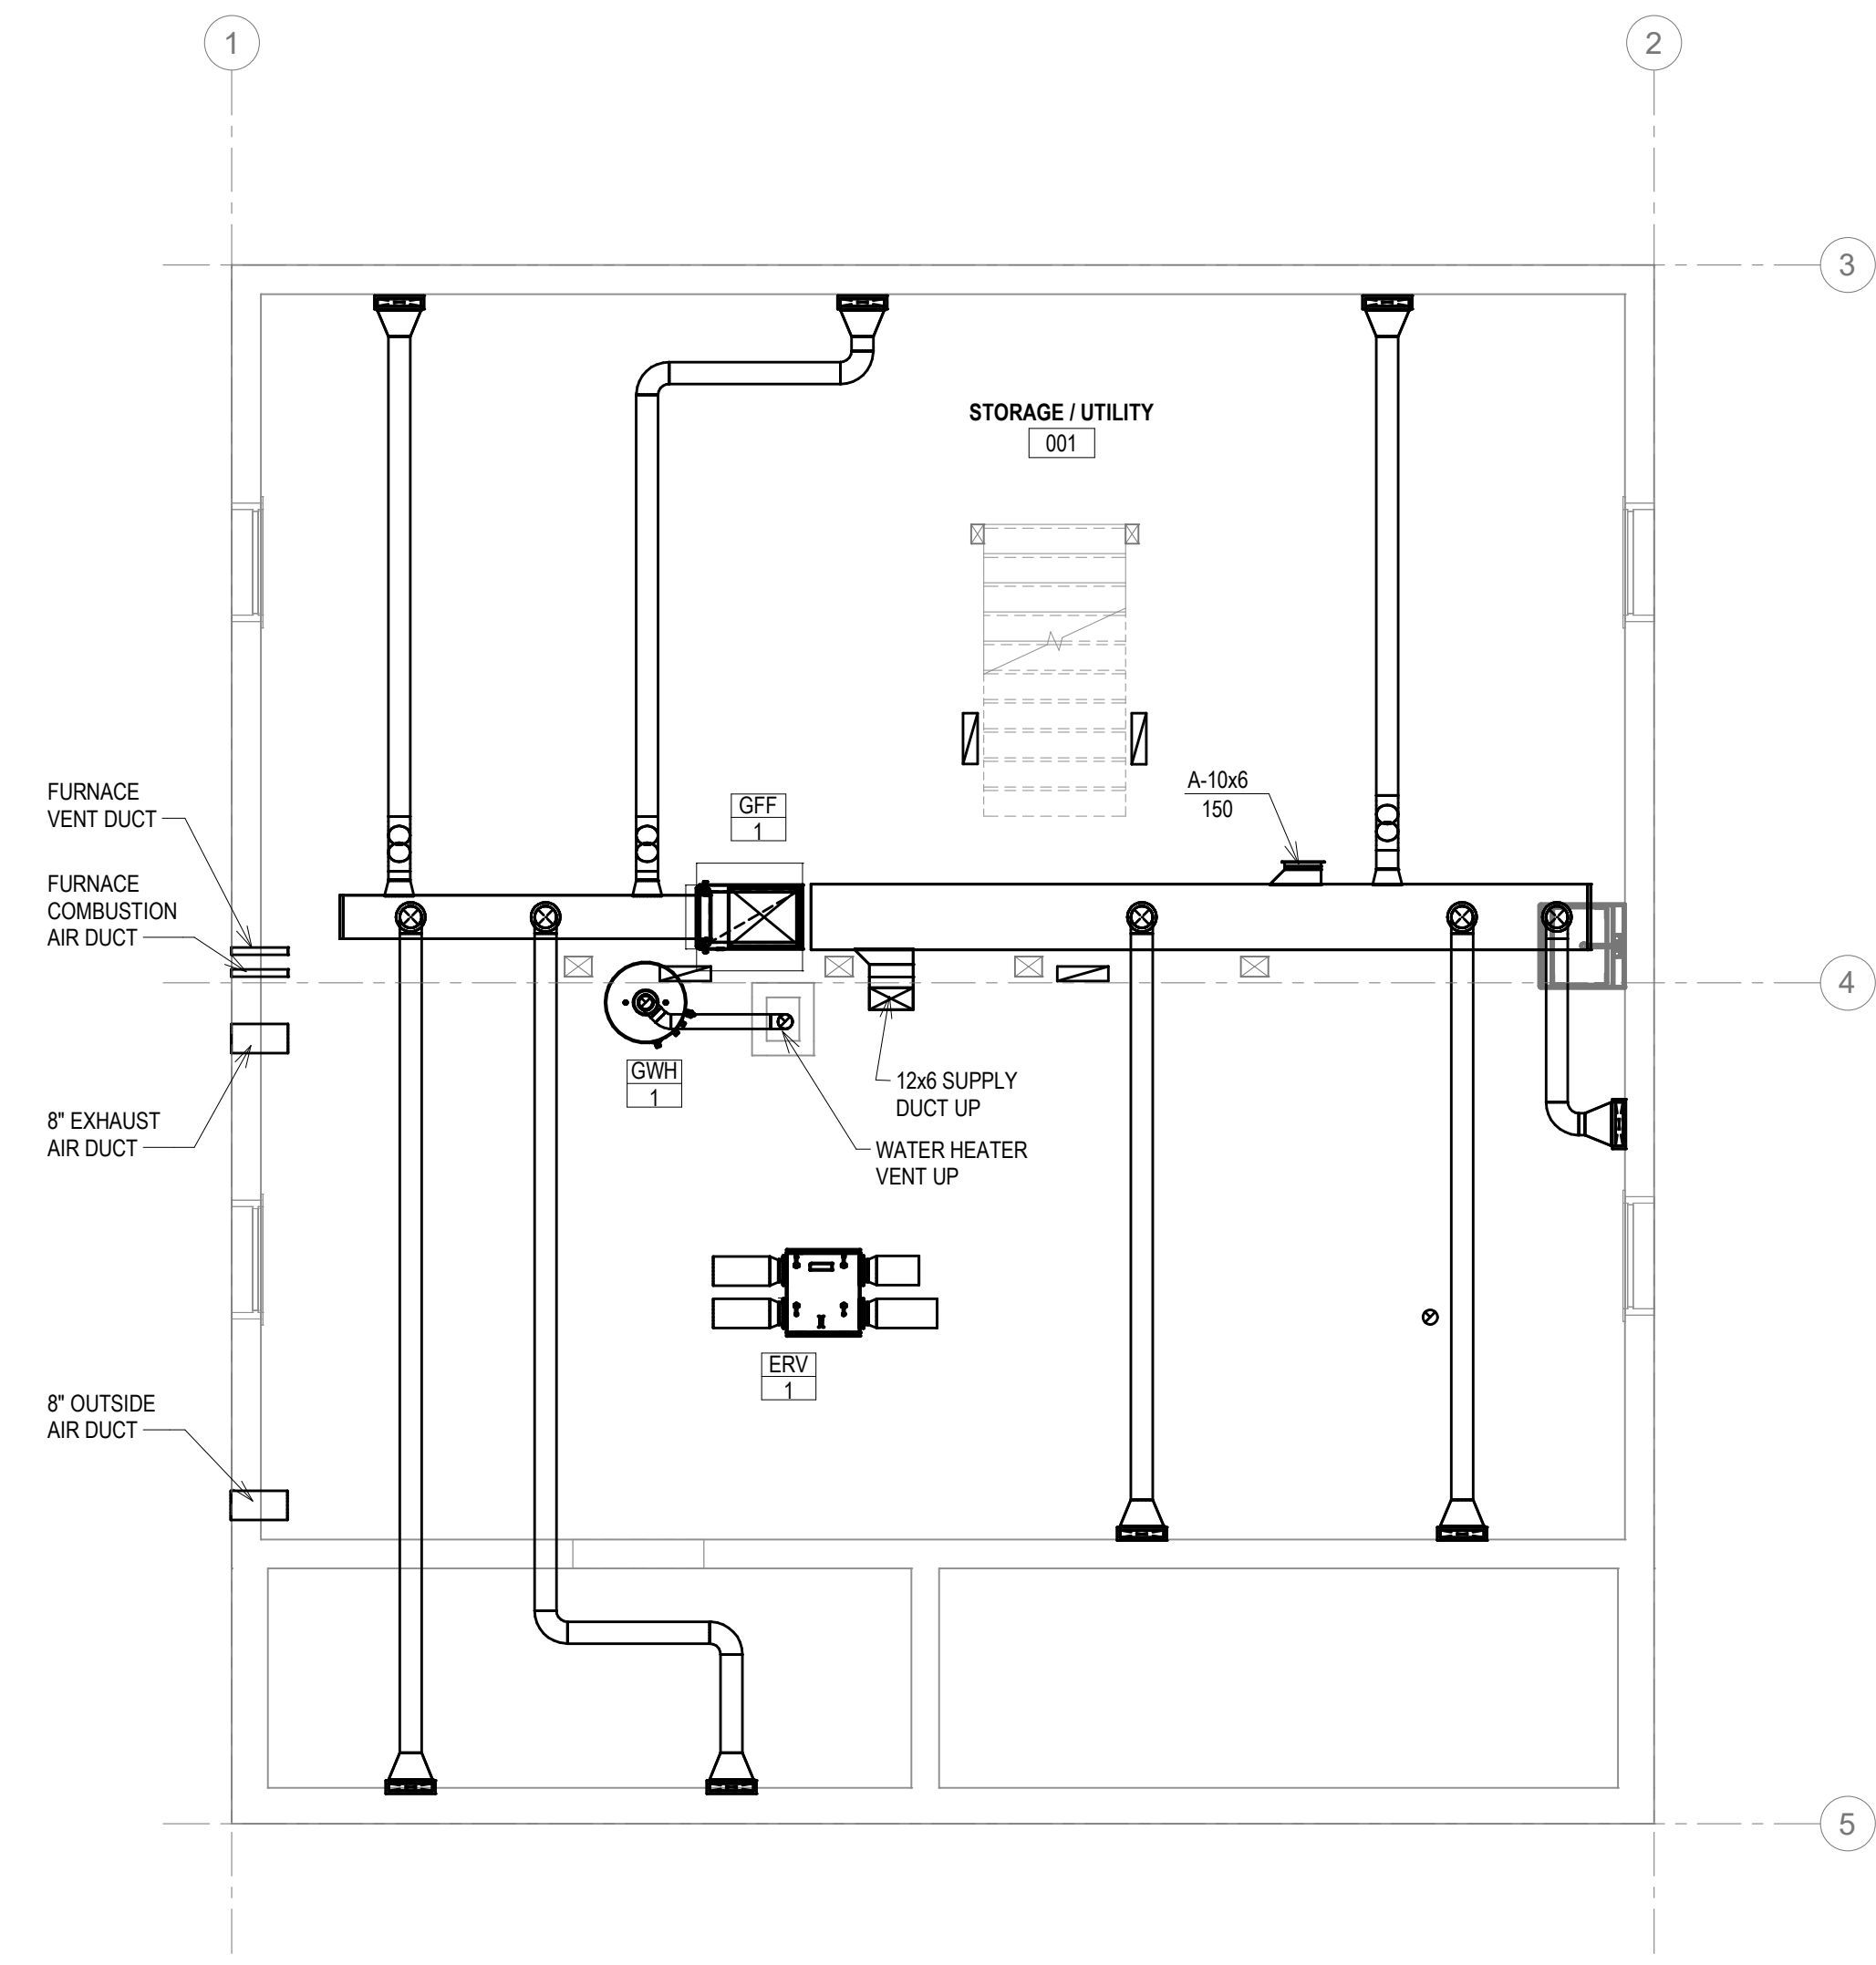 1
2
3
STORAGE / UTILITY
001
FURNACE
VENT DUCT
GFF
1
A-10x6
150
FURNACE
COMBUSTION
AIR DUCT
4
GWH
1
12x6 SUPPLY
DUCT UP
8" EXHAUST
AIR DUCT
WATER HEATER
VENT UP
ERV
1
8" OUTSIDE
AIR DUCT
5